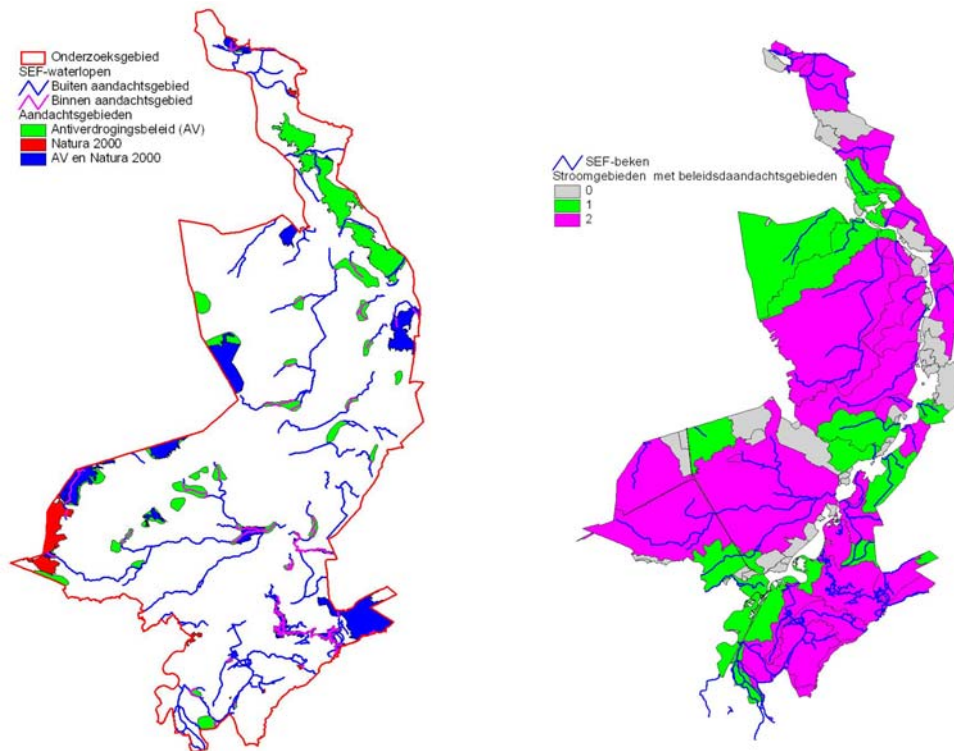 Onderzoeksgebied
SEF-waterlopen
Buiten aandachtsgebied
Binnen aandachtsgebied
Aandachtsgebieden
Antiverdrogingsbeleid (AV)
Natura 2000
AV en Natura 2000
SEF-beken
Stroomgebieden met beleidsdaandachtsgebieden
0
1
2